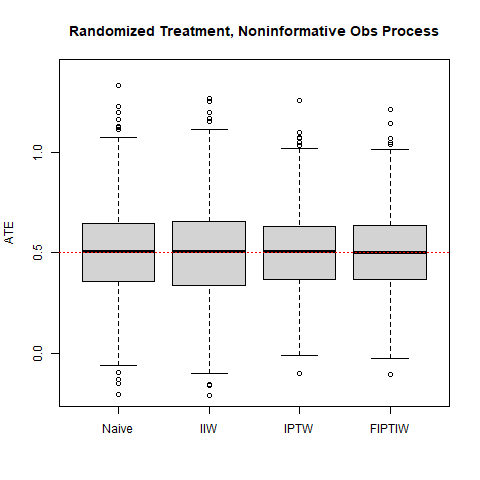 Randomized Treatment, Noninformative Obs Process
ATE
1.0
0.5
0.0
Naive IIW IPTW FIPTIW